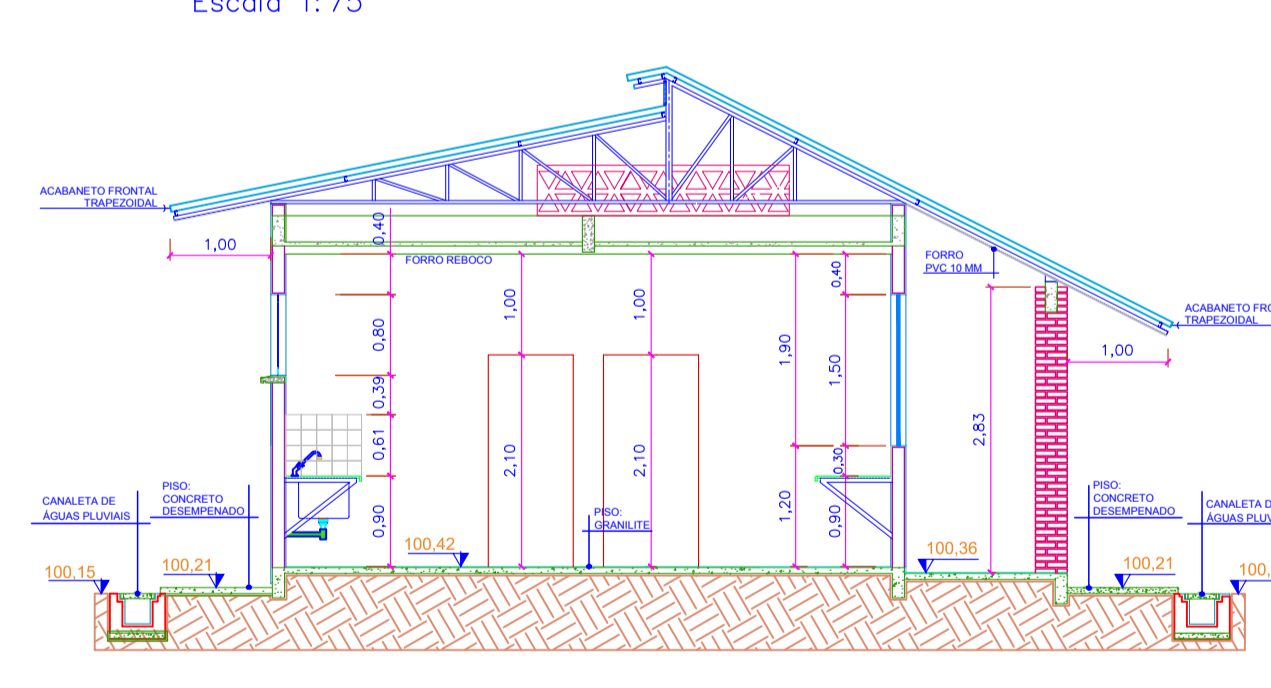 Escala 1:75
ACABANETO FRONTAL
TRAPEZOIDAL
1,00
0,40
FORRO REBOCO
FORRO
PVC 10 MM
0,40
1,00
1,00
0,80
1,90
1,50
ACABANETO FRO
TRAPEZOIDAL
1,00
0,39
0,61
2,10
2,10
0,30
2,83
0,90
1,20
0,90
CANALETA DE
ÁGUAS PLUVIAIS
PISO:
CONCRETO
DESEMPENADO
PISO:
GRANILITE
PISO:
CONCRETO
DESEMPENADO
CANALETA D
ÁGUAS PLUV
100,15
100,21
100,42
100,36
100,21
100,